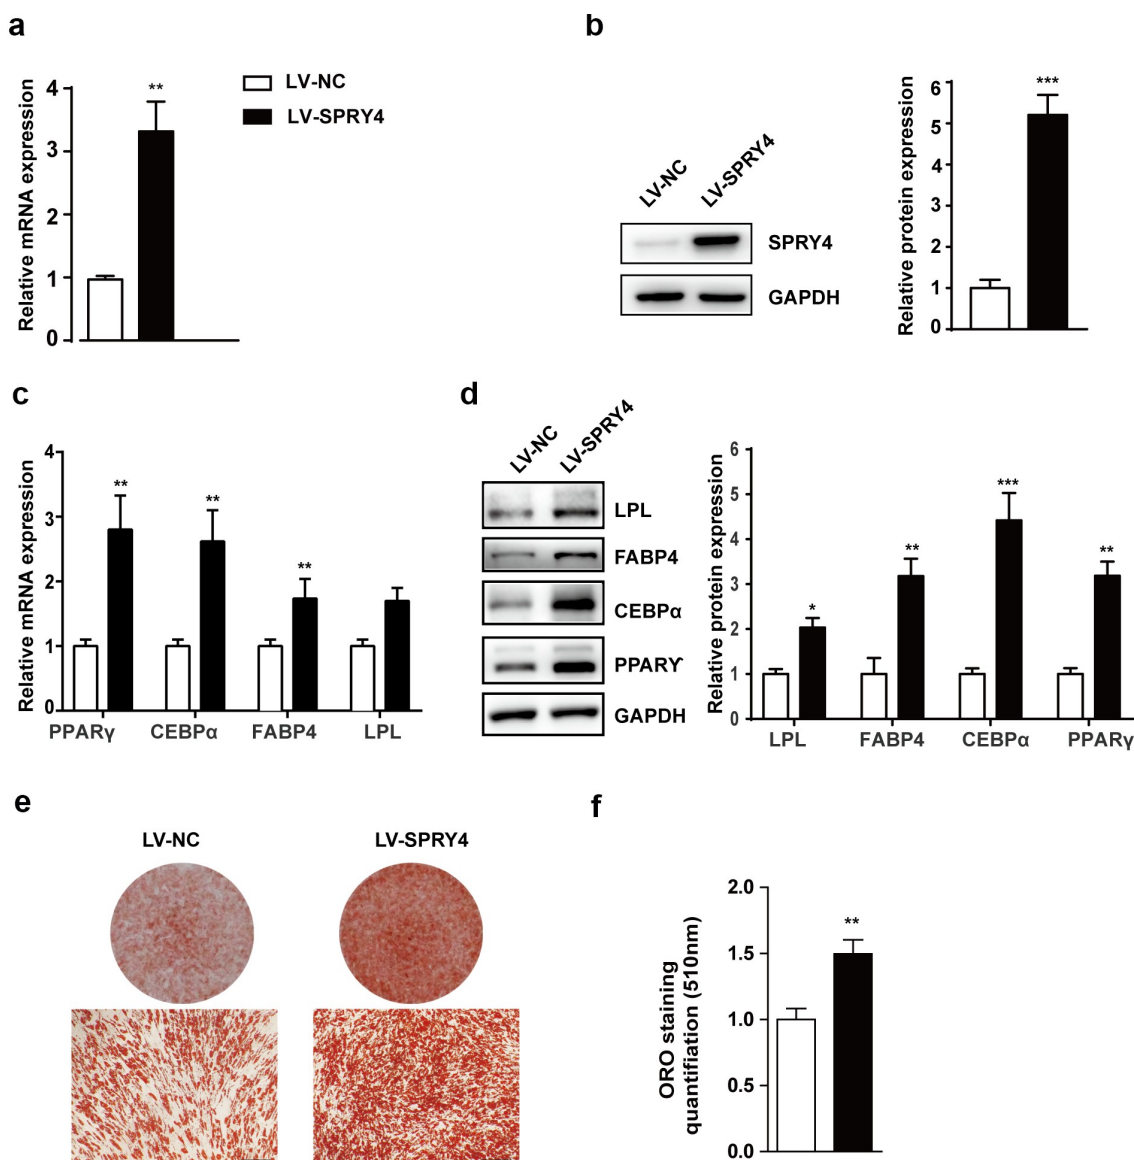 a
Relative mRNA expression
4
3
2
1
0
**
LV-NC
LV-SPRY4
b
LV-NC
LV-SPRY4
SPRY4
GAPDH
Relative protein expression
6
5
4
3
2
1
0
***
c
Relative mRNA expression
4
3
2
1
0
**
**
**
PPARγ
CEBPα
FABP4
LPL
d
LV-NC
LV-SPRY4
LPL
FABP4
CEBPα
PPARϓ
GAPDH
Relative protein expression
6
5
4
3
2
1
0
*
**
***
**
LPL
FABP4
CEBPα
PPARγ
e
LV-NC
LV-SPRY4
f
ORO staining
quantifiation (510nm)
2.0
1.5
1.0
0.5
0.0
**